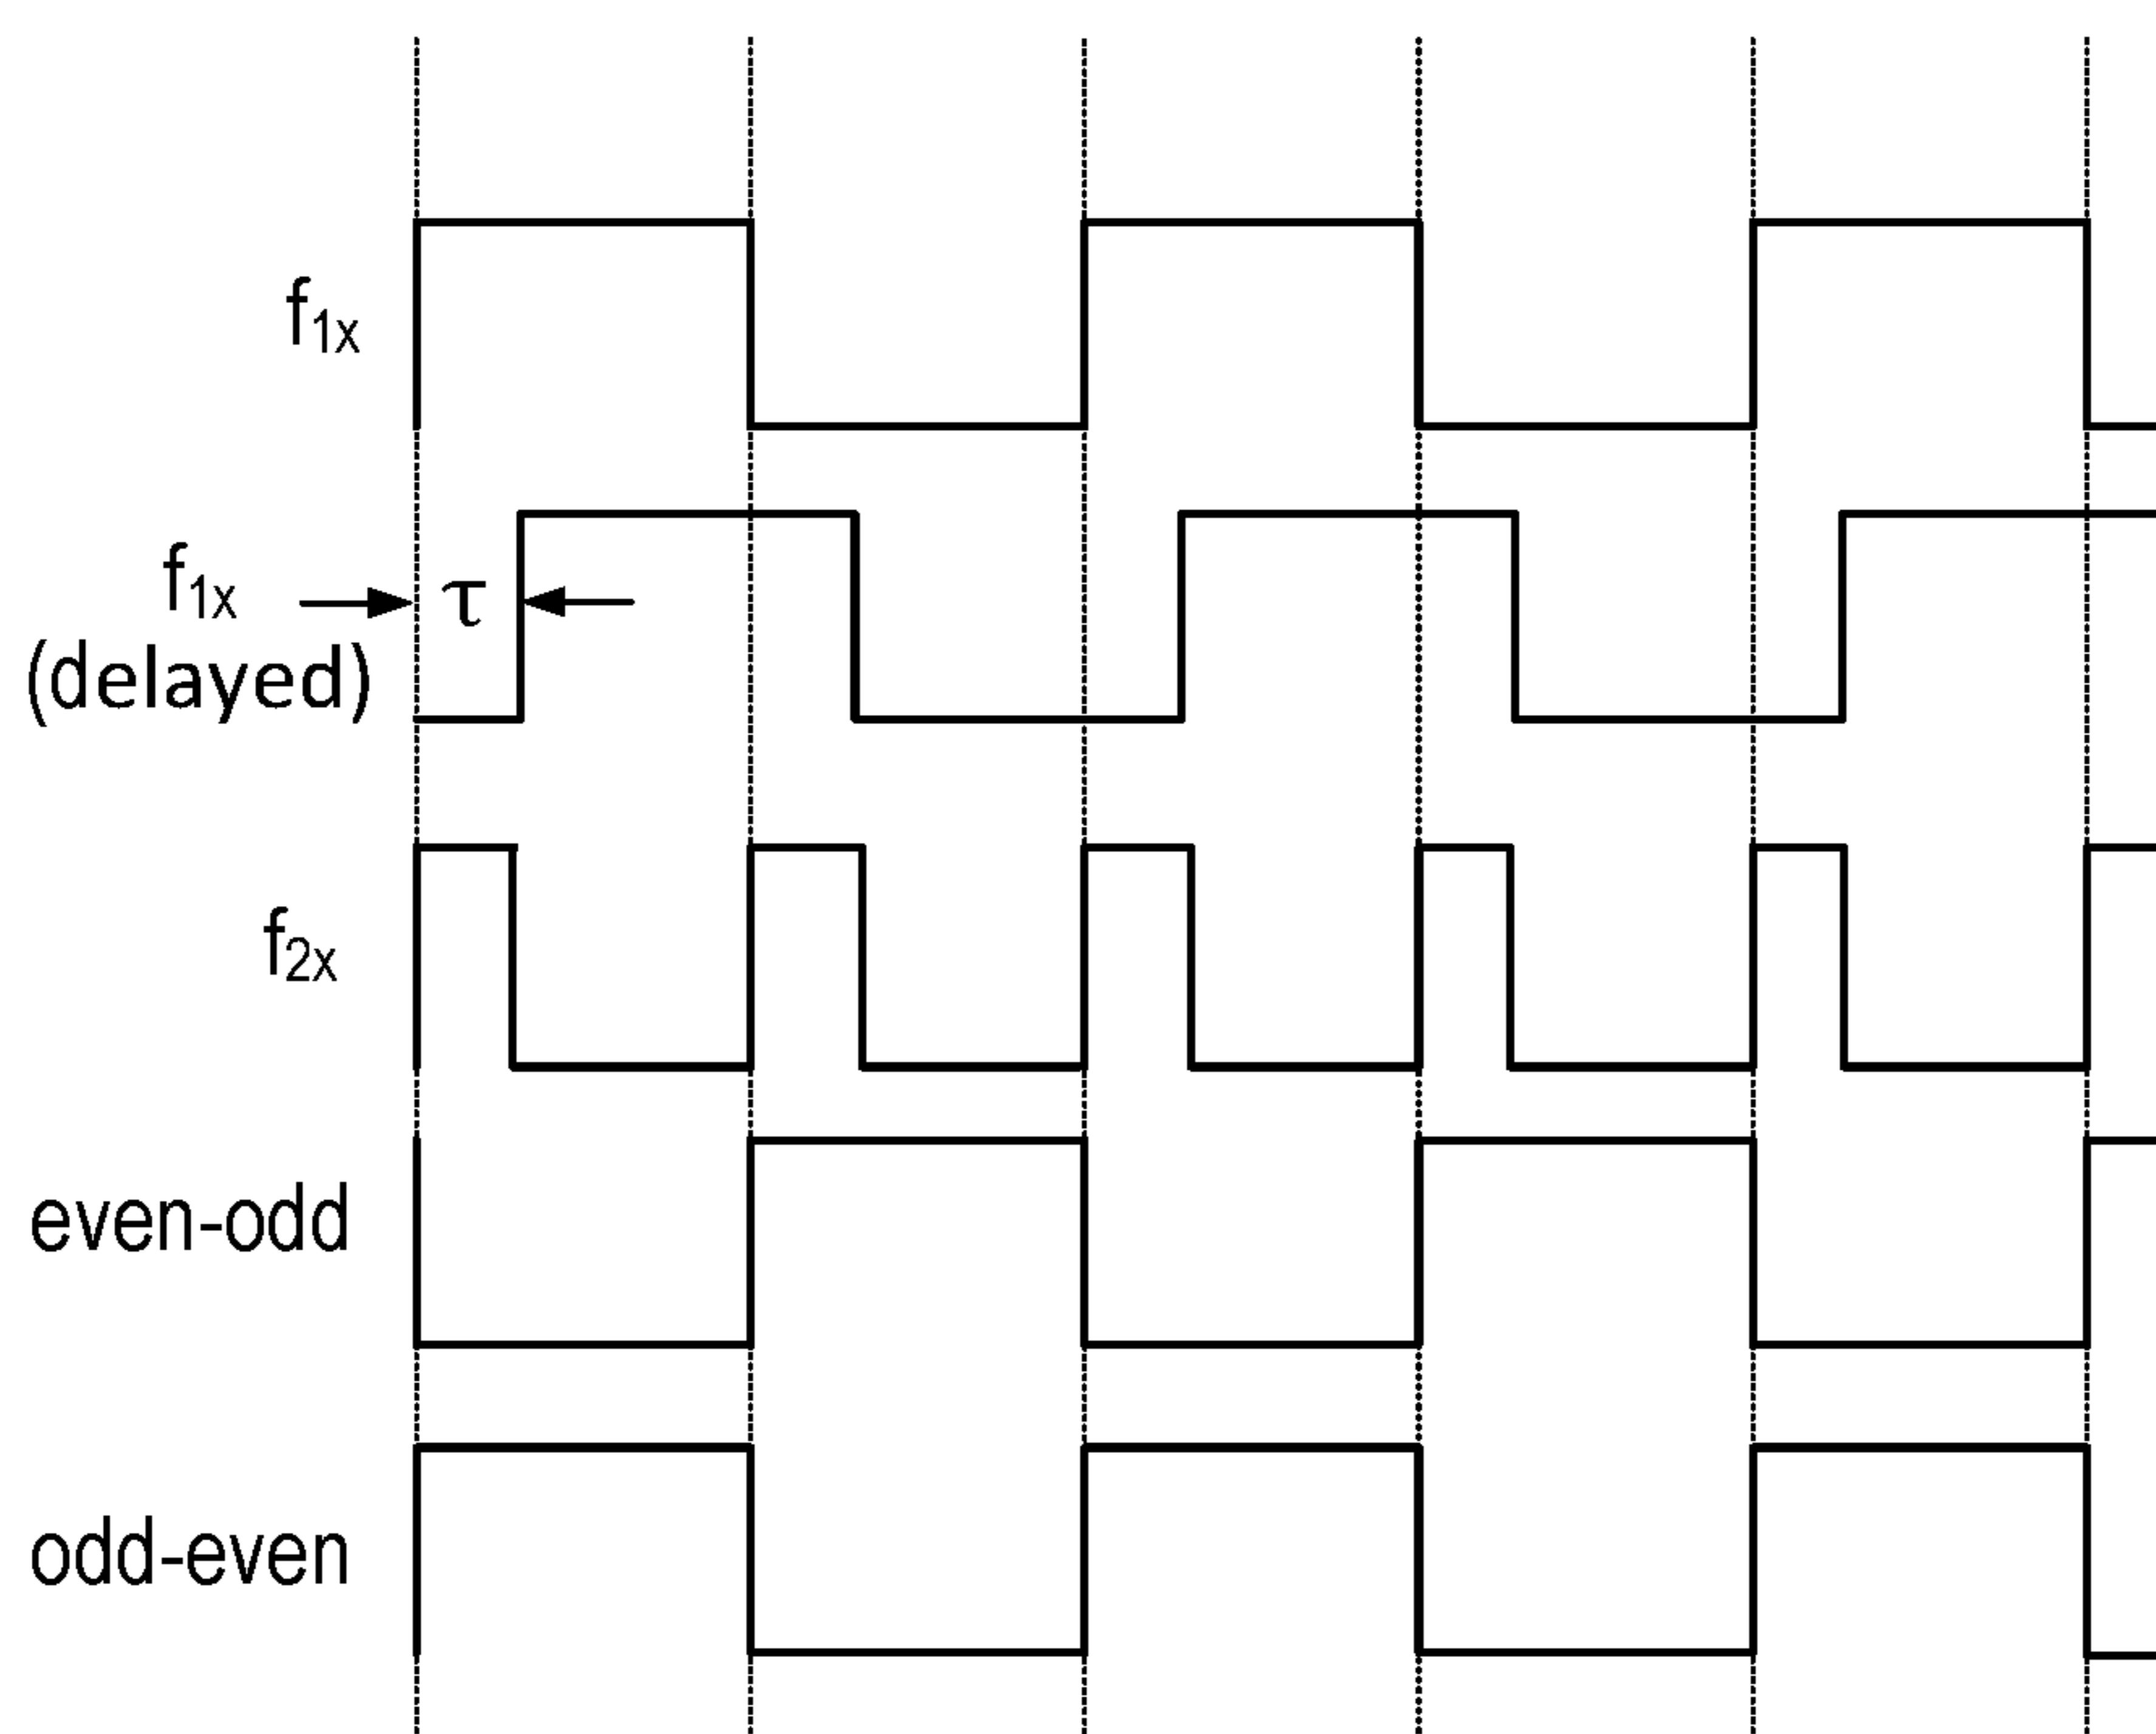 f1x
f1x
τ
(delayed)
f2x
even-odd
odd-even